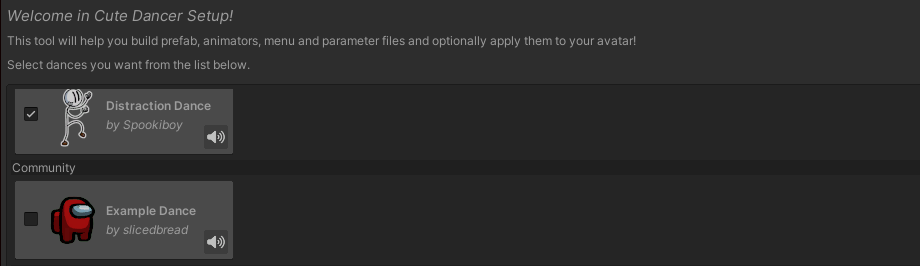 Welcome in Cute Dancer Setup!
This tool will help you build prefab, animators, menu and parameter files and optionally apply them to your avatar!
Select dances you want from the list below.
Distraction Dance
by Spookiboy
Community
Example Dance
by slicedbread